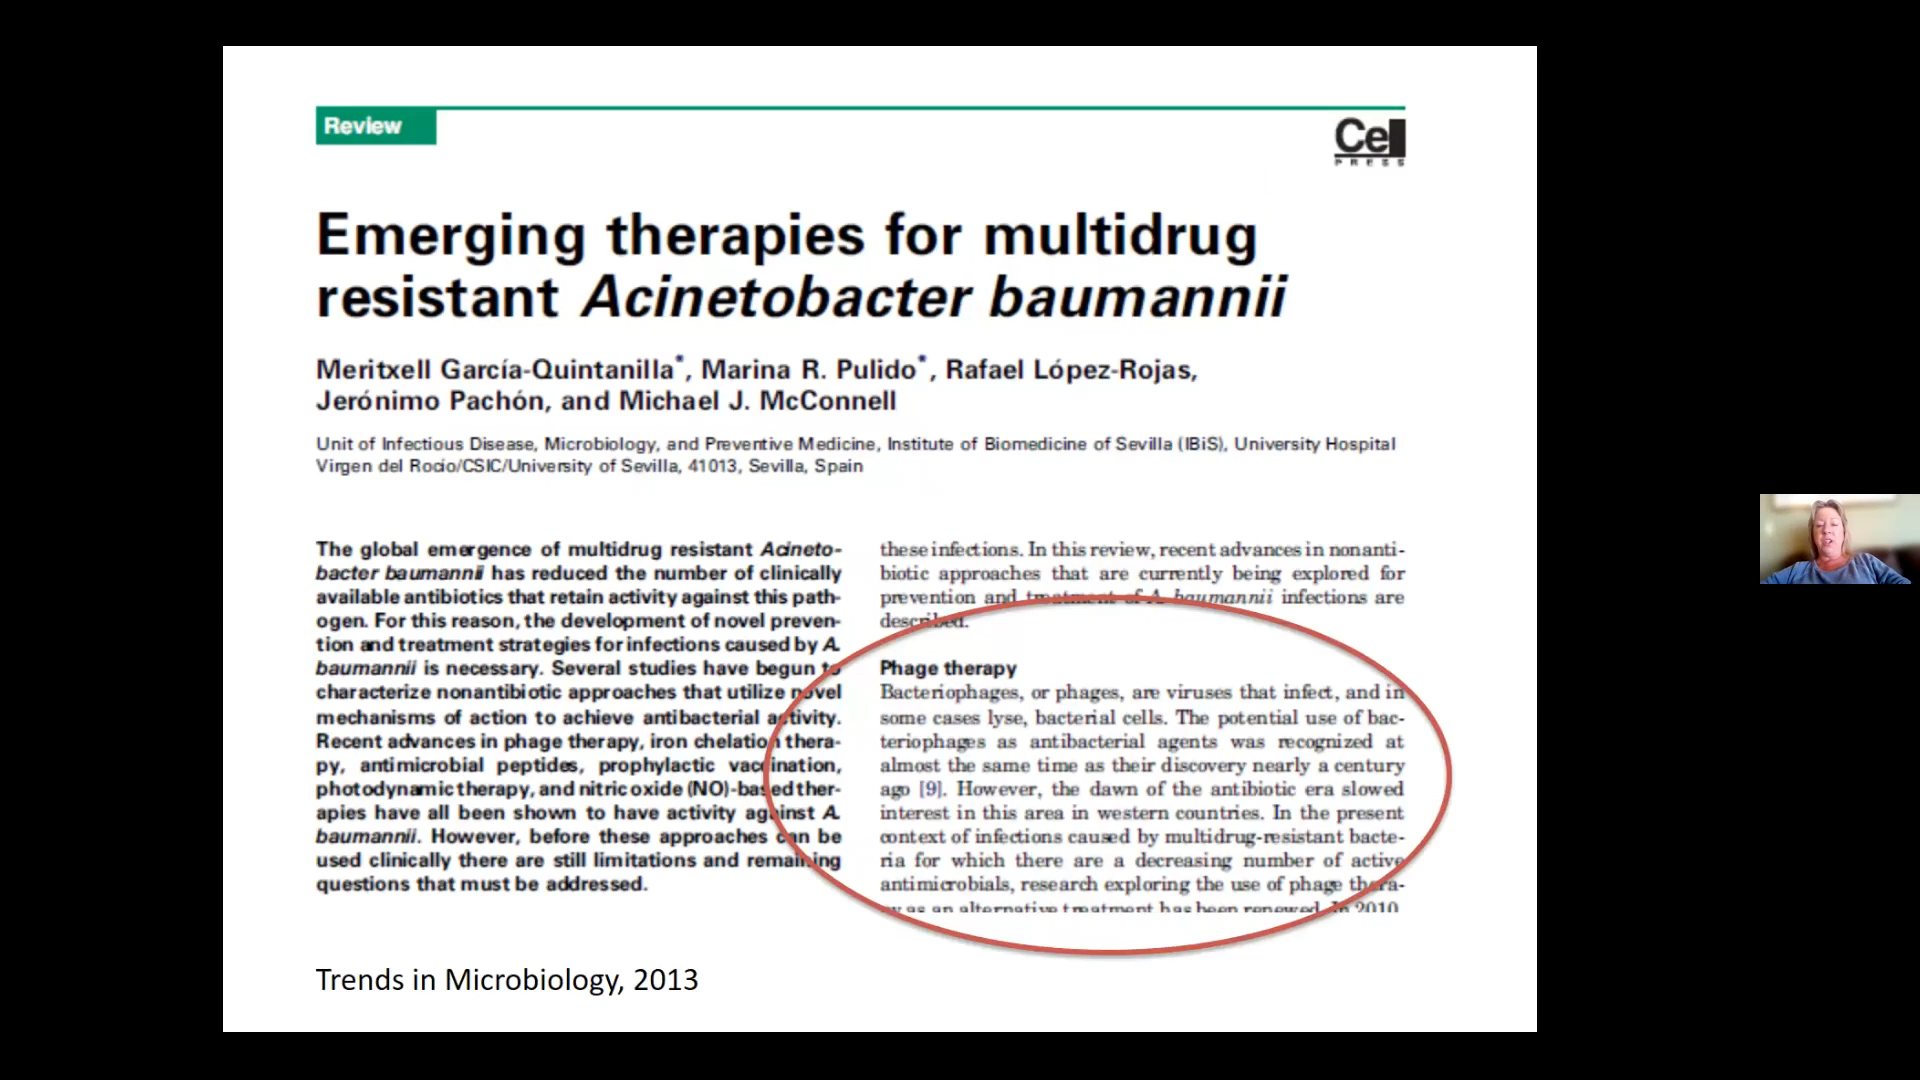 Review
Cell
PRESS
Emerging therapies for multidrug
resistant Acinetobacter baumannii
Meritxell García-Quintanilla*, Marina R. Pulido*, Rafael López-Rojas,
Jerónimo Pachón, and Michael J. McConnell
Unit of Infectious Disease, Microbiology, and Preventive Medicine, Institute of Biomedicine of Sevilla (IBiS), University Hospital
Virgen del Rocío/CSIC/University of Sevilla, 41013, Sevilla, Spain
The global emergence of multidrug resistant Acineto-
bacter baumannii has reduced the number of clinically
available antibiotics that retain activity against this path-
ogen. For this reason, the development of novel preven-
tion and treatment strategies for infections caused by A.
baumannii is necessary. Several studies have begun to
characterize nonantibiotic approaches that utilize novel
mechanisms of action to achieve antibacterial activity.
Recent advances in phage therapy, iron chelation thera-
py, antimicrobial peptides, prophylactic vaccination,
photodynamic therapy, and nitric oxide (NO)-based ther-
apies have all been shown to have activity against A.
baumannii. However, before these approaches can be
used clinically there are still limitations and remaining
questions that must be addressed.
these infections. In this review, recent advances in nonanti-
biotic approaches that are currently being explored for
prevention and treatment of A. baumannii infections are
described.
Phage therapy
Bacteriophages, or phages, are viruses that infect, and in
some cases lyse, bacterial cells. The potential use of bac-
teriophages as antibacterial agents was recognized at
almost the same time as their discovery nearly a century
ago [9]. However, the dawn of the antibiotic era slowed
interest in this area in western countries. In the present
context of infections caused by multidrug-resistant bacte-
ria for which there are a decreasing number of active
antimicrobials, research exploring the use of phage thera-
py as an alternative treatment has been renewed. In 2010,
Trends in Microbiology, 2013